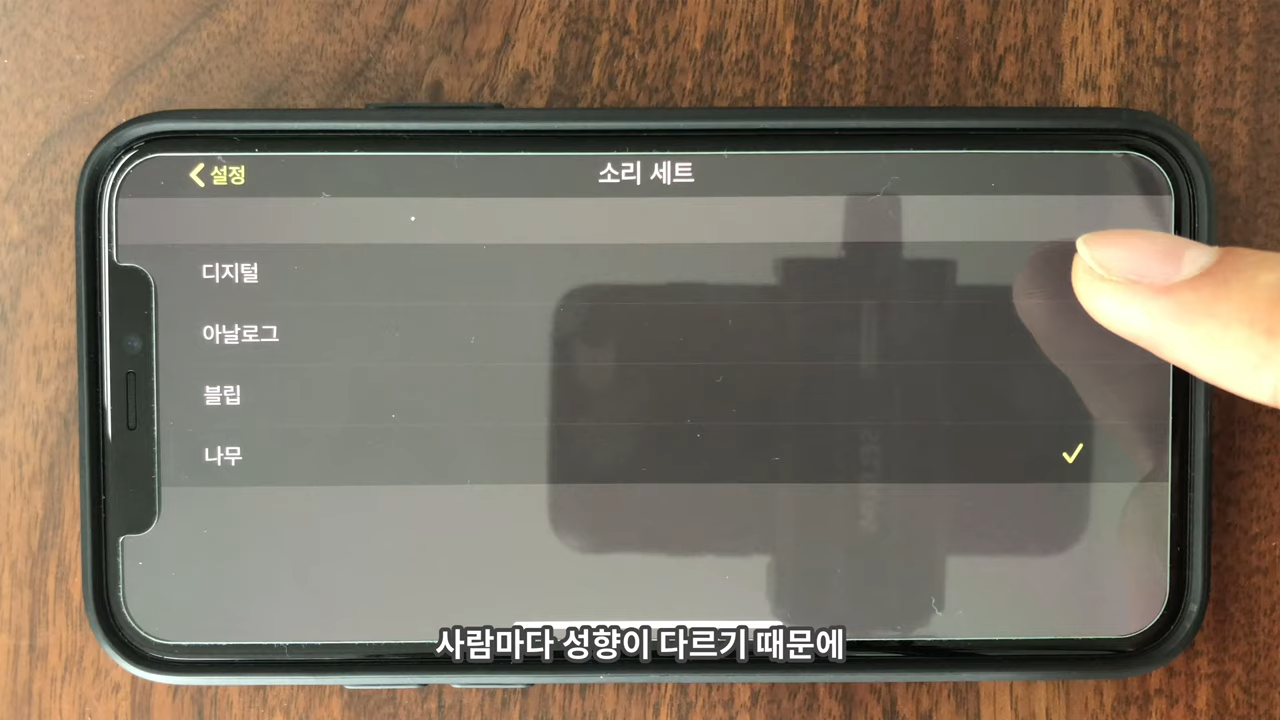 설정
소리 세트
디지털
아날로그
블립
나무
사람마다 성향이 다르기 때문에